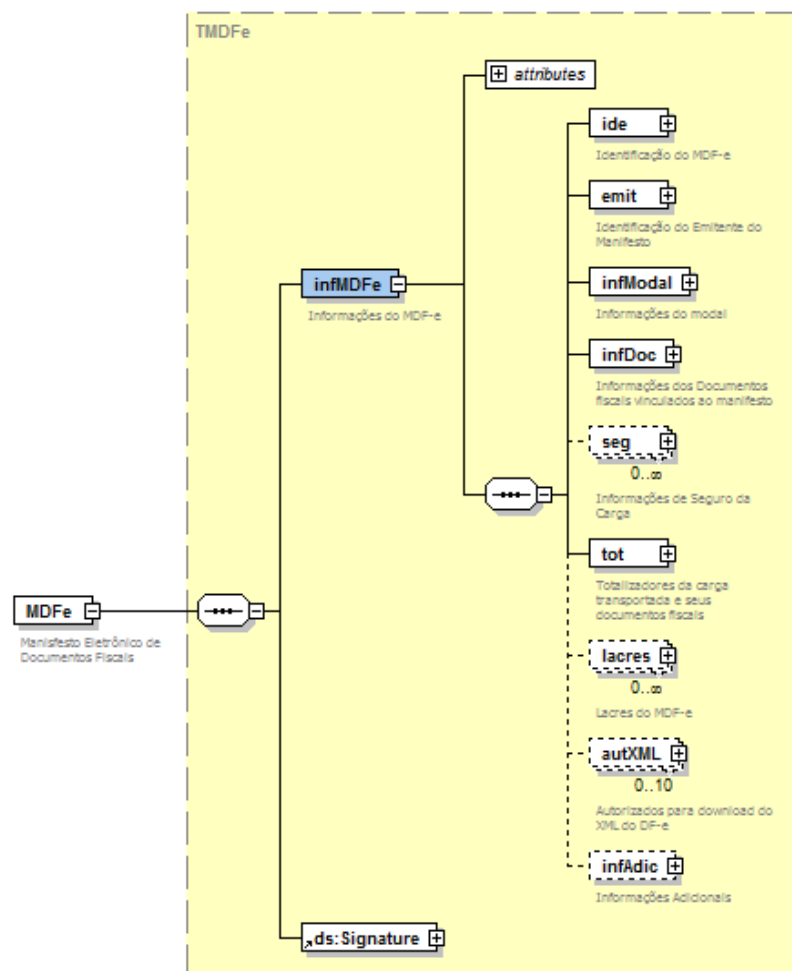 TMDFe
attributes
ide
Identificação do MDF-e
emit
Identificação do Emitente do
Manifesto
infMDFe
Informações do MDF-e
infModal
Informações do modal
infDoc
Informações dos Documentos
fiscais vinculados ao manifesto
seg
0..∞
Informações de Seguro da
Carga
tot
Totalizadores da carga
transportada e seus
documentos fiscais
MDFe
Manisfesto Eletrônico de
Documentos Fiscais
lacres
0..∞
Lacres do MDF-e
autXML
0..10
Autorizados para download do
XML do DF-e
infAdic
Informações Adicionais
ds:Signature